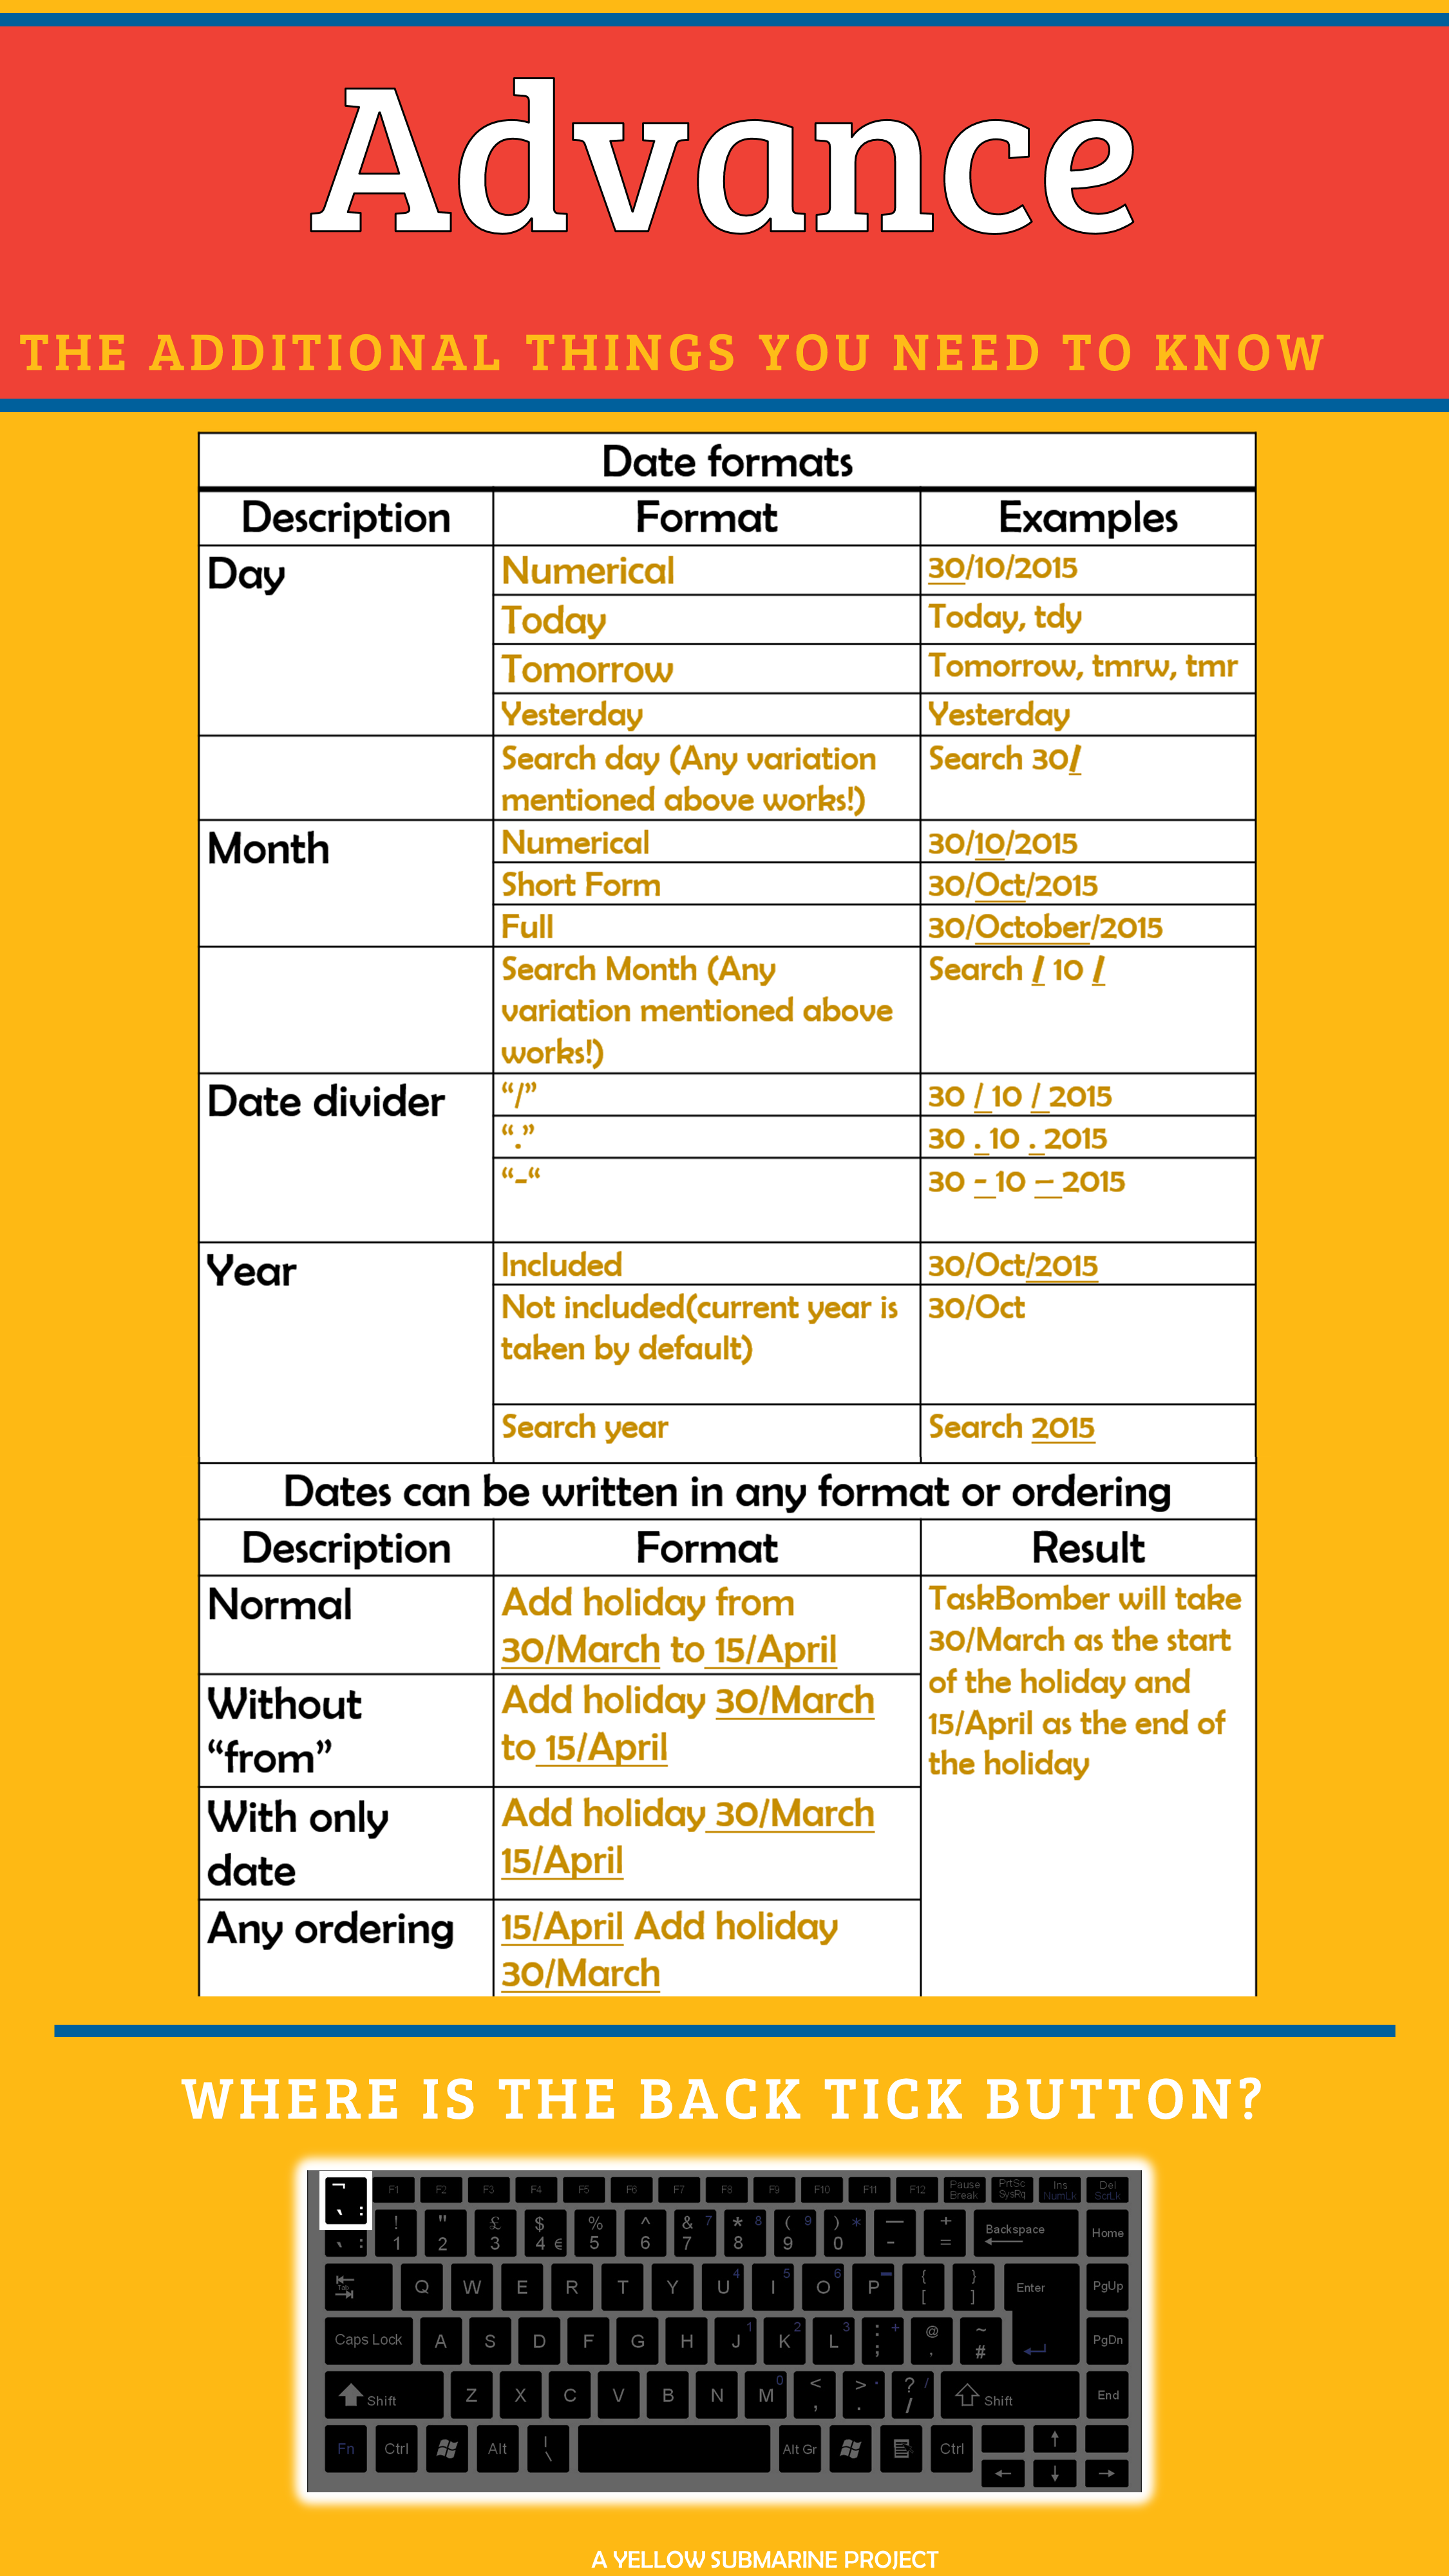 Advance
THE ADDITIONAL THINGS YOU NEED TO KNOW
Date formats
Description Format Examples
Day Numerical 30/10/2015
Today Today, tdy
Tomorrow Tomorrow, tmrw, tmr
Yesterday Yesterday
Search day (Any variation Search 30/
mentioned above works!)
Month Numerical 30/10/2015
Short Form 30/Oct/2015
Full 30/October/2015
Search Month (Any Search / 10 /
variation mentioned above
works!)
Date divider “/” 30 / 10 / 2015
“.” 30 . 10 . 2015
“-“ 30 - 10 – 2015
Year Included 30/Oct/2015
Not included(current year is 30/Oct
taken by default)
Search year Search 2015
Dates can be written in any format or ordering
Description Format Result
Normal Add holiday from
30/March to 15/April
Without “from” Add holiday 30/March
to 15/April
With only date Add holiday 30/March
15/April
Any ordering 15/April Add holiday
30/March
TaskBomber will take
30/March as the start
of the holiday and
15/April as the end of
the holiday
WHERE IS THE BACK TICK BUTTON?
¬ ` ¦ F1 F2 F3 F4 F5 F6 F7 F8 F9 F10 F11 F12 Pause Break PrtSc SysRq Ins NumLk Del ScrLk
` ¦ ! 1 " 2 £ 3 $ 4 € % 5 ^ 6 & 7 7 * 8 8 ( 9 9 ) 0 * — - + = Backspace Home
Tab Q W E R T Y U 4 I 5 O 6 P - { [ } ] Enter PgUp
Caps Lock A S D F G H J 1 K 2 L 3 : ; + @ ' ~ # PgDn
Shift Z X C V B N M 0 < , > . . ? / / Shift End
Fn Ctrl Alt | \ Alt Gr Ctrl
A YELLOW SUBMARINE PROJECT